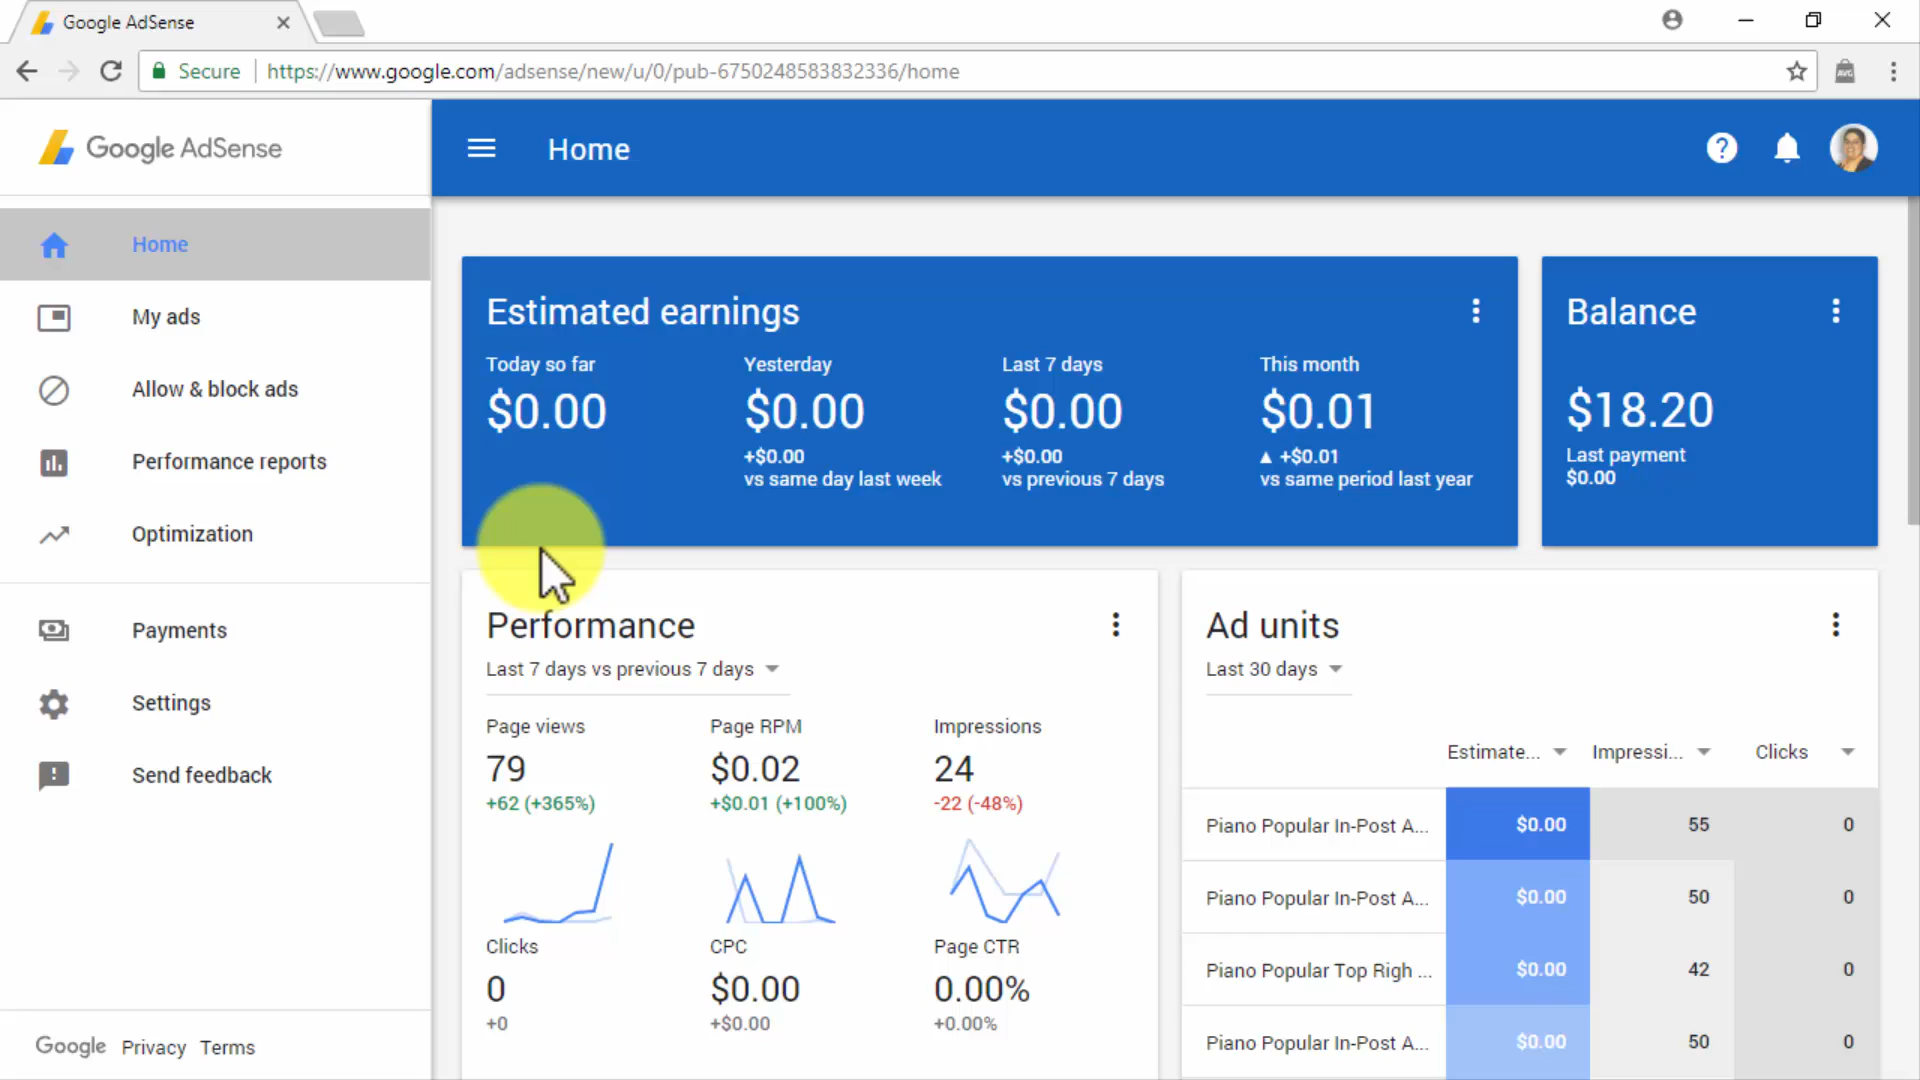 Google AdSense
Secure https://www.google.com/adsense/new/u/0/pub-6750248583832336/home
AVG
Google AdSense
Home
?
Home
My ads
Allow & block ads
Performance reports
Optimization
Payments
Settings
Send feedback
Google Privacy Terms
Estimated earnings
Today so far
$0.00
Yesterday
$0.00
+$0.00
vs same day last week
Last 7 days
$0.00
+$0.00
vs previous 7 days
This month
$0.01
▲ +$0.01
vs same period last year
Balance
$18.20
Last payment
$0.00
Performance
Last 7 days vs previous 7 days
Page views
79
+62 (+365%)
Page RPM
$0.02
+$0.01 (+100%)
Impressions
24
-22 (-48%)
Clicks
0
+0
CPC
$0.00
+$0.00
Page CTR
0.00%
+0.00%
Ad units
Last 30 days
Estimate... Impressi... Clicks
Piano Popular In-Post A... $0.00 55 0
Piano Popular In-Post A... $0.00 50 0
Piano Popular Top Righ ... $0.00 42 0
Piano Popular In-Post A... $0.00 50 0